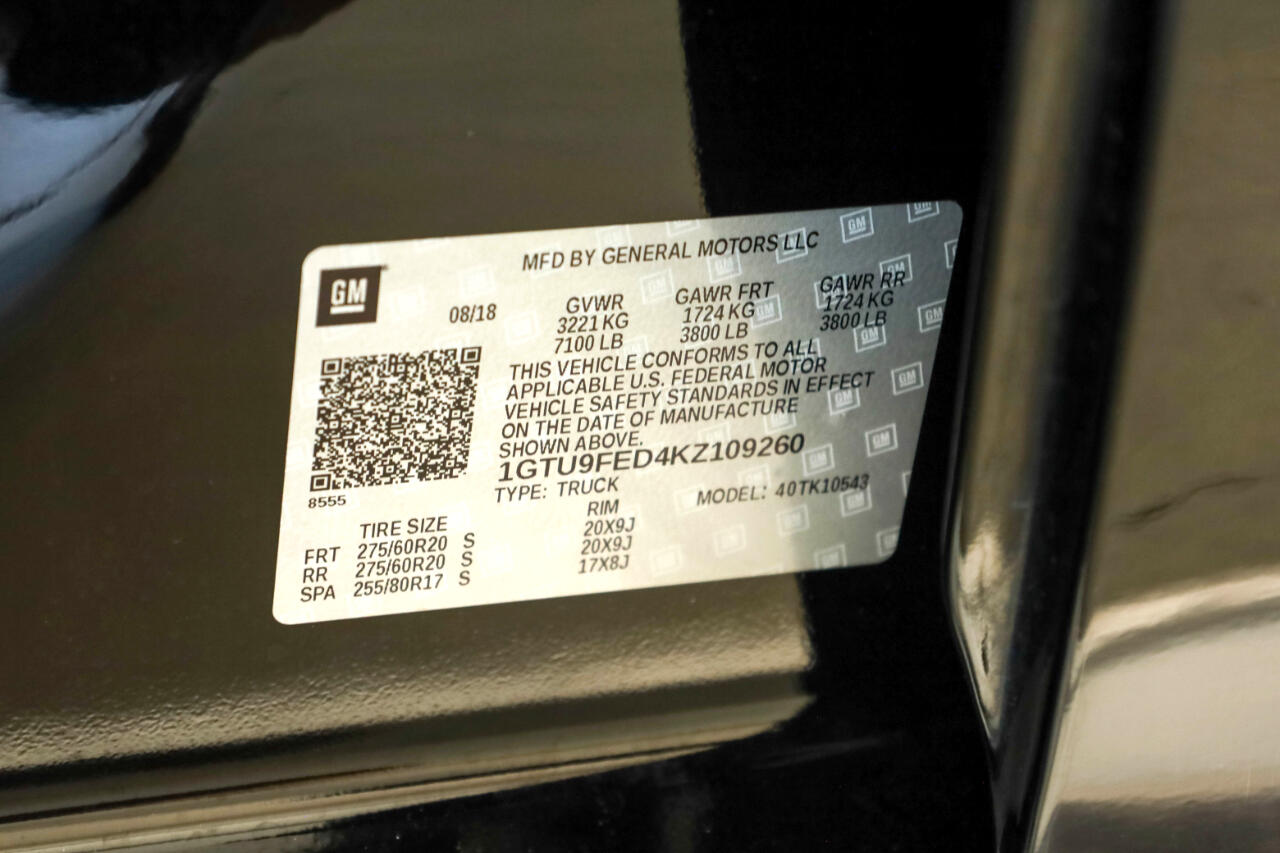 MFD BY GENERAL MOTORS LLC
GM
08/18
GVWR GAWR FRT GAWR RR
3221 KG 1724 KG 1724 KG
7100 LB 3800 LB 3800 LB
THIS VEHICLE CONFORMS TO ALL
APPLICABLE U.S. FEDERAL MOTOR
VEHICLE SAFETY STANDARDS IN EFFECT
ON THE DATE OF MANUFACTURE
SHOWN ABOVE.
1GTU9FED4KZ109260
8555
TYPE: TRUCK MODEL: 40TK10543
TIRE SIZE RIM
FRT 275/60R20 S 20X9J
RR 275/60R20 S 20X9J
SPA 255/80R17 S 17X8J